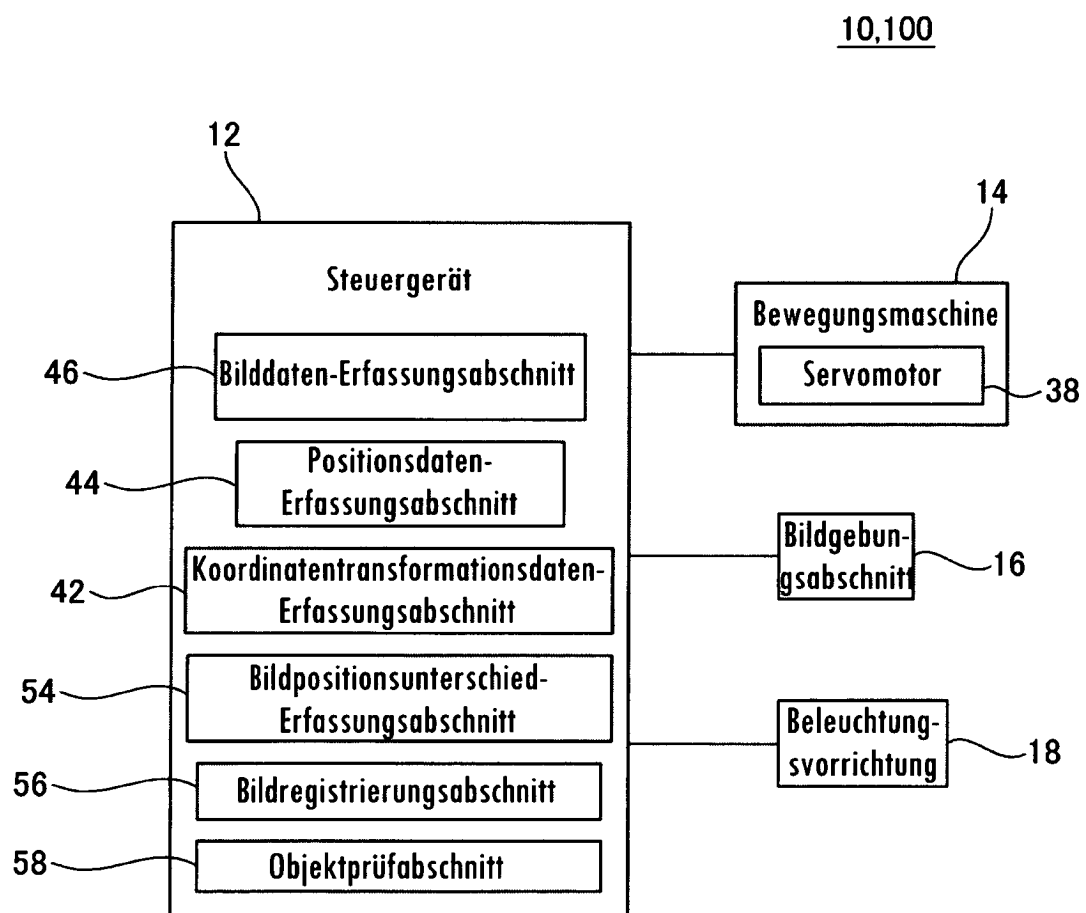 10,100
12
Steuergerät
46
Bilddaten-Erfassungsabschnitt
44
Positionsdaten-
Erfassungsabschnitt
42
Koordinatentransformationsdaten-
Erfassungsabschnitt
54
Bildpositionsunterschied-
Erfassungsabschnitt
56
Bildregistrierungsabschnitt
58
Objektprüfabschnitt
14
Bewegungsmaschine
Servomotor
38
Bildgebun-
gsabschnitt
16
Beleuchtung-
svorrichtung
18